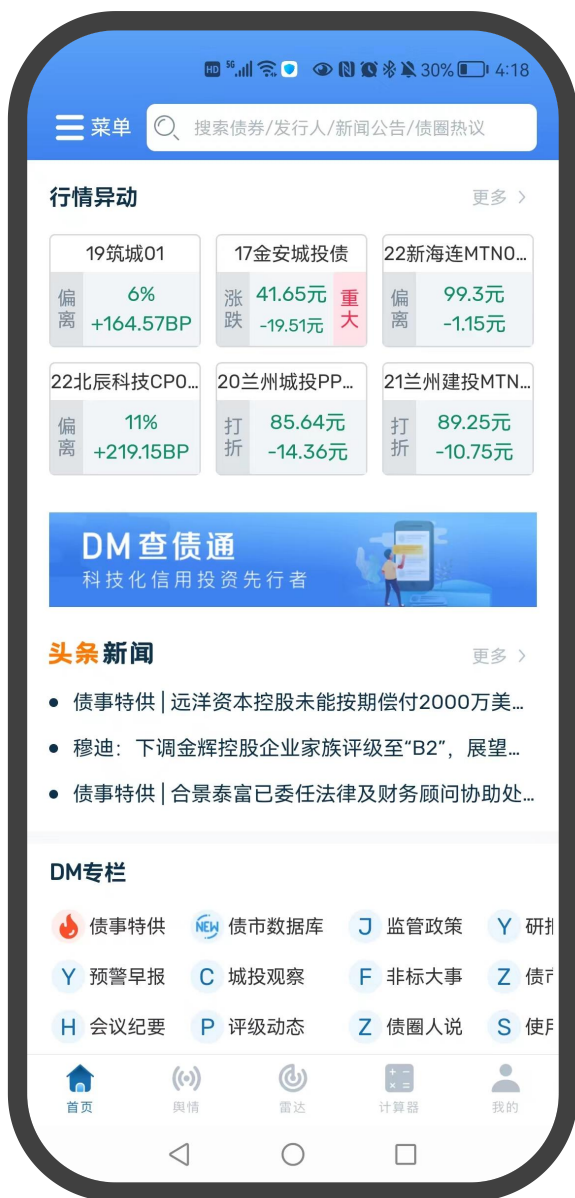 HD 5G 30% 4:18
菜单 搜索债券/发行人/新闻公告/债圈热议
行情异动 更多
19筑城01 17金安城投债 22新海连MTN0...
偏离 6% 涨跌 41.65元 重大 偏离 99.3元
+164.57BP -19.51元 -1.15元
22北辰科技CP0... 20兰州城投PP... 21兰州建投MTN...
偏离 11% 打折 85.64元 打折 89.25元
+219.15BP -14.36元 -10.75元
DM查债通
科技化信用投资先行者
头条新闻 更多
债事特供|远洋资本控股未能按期偿付2000万美...
穆迪：下调金辉控股企业家族评级至“B2”，展望...
债事特供|合景泰富已委任法律及财务顾问协助处...
DM专栏
债事特供 NEW 债市数据库 J 监管政策 Y 研
Y 预警早报 C 城投观察 F 非标大事 Z 债
H 会议纪要 P 评级动态 Z 债圈人说 S 使
首页 舆情 雷达 计算器 我的